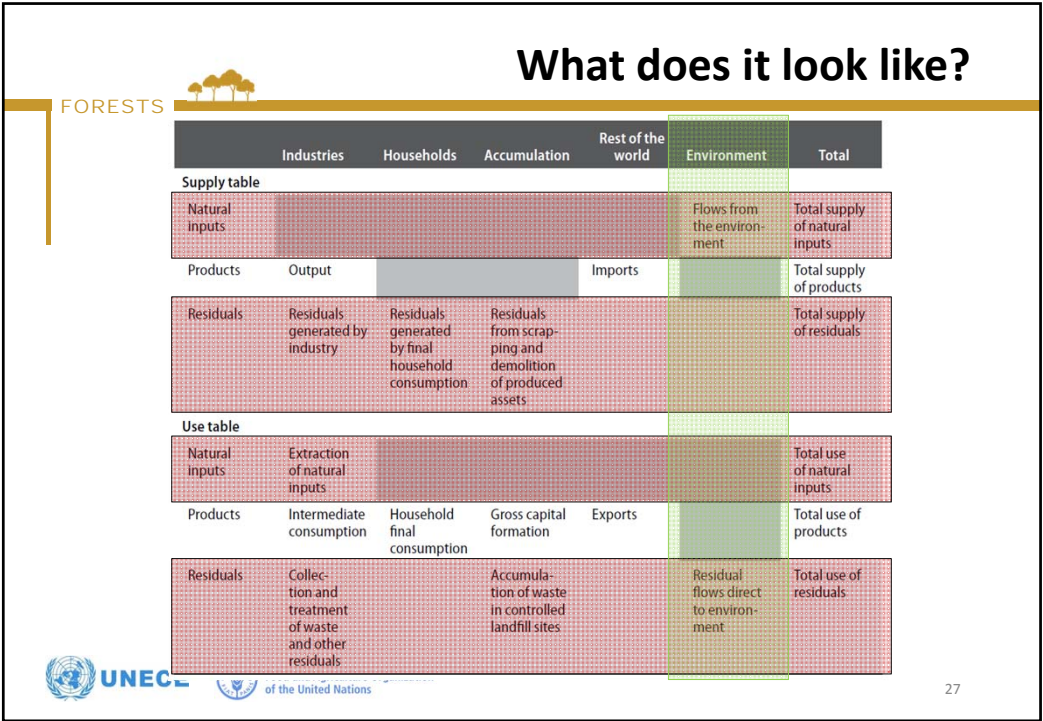 What does it look like?
FORESTS
Industries Households Accumulation Rest of the world Environment Total
Supply table
Natural inputs Flows from the environ- ment Total supply of natural inputs
Products Output Imports Total supply of products
Residuals Residuals generated by industry Residuals generated by final household consumption Residuals from scrap- ping and demolition of produced assets Total supply of residuals
Use table
Natural inputs Extraction of natural inputs Total use of natural inputs
Products Intermediate consumption Household final consumption Gross capital formation Exports Total use of products
Residuals Collec- tion and treatment of waste and other residuals Accumula- tion of waste in controlled landfill sites Residual flows direct to environ- ment Total use of residuals
UNECE
of the United Nations
27